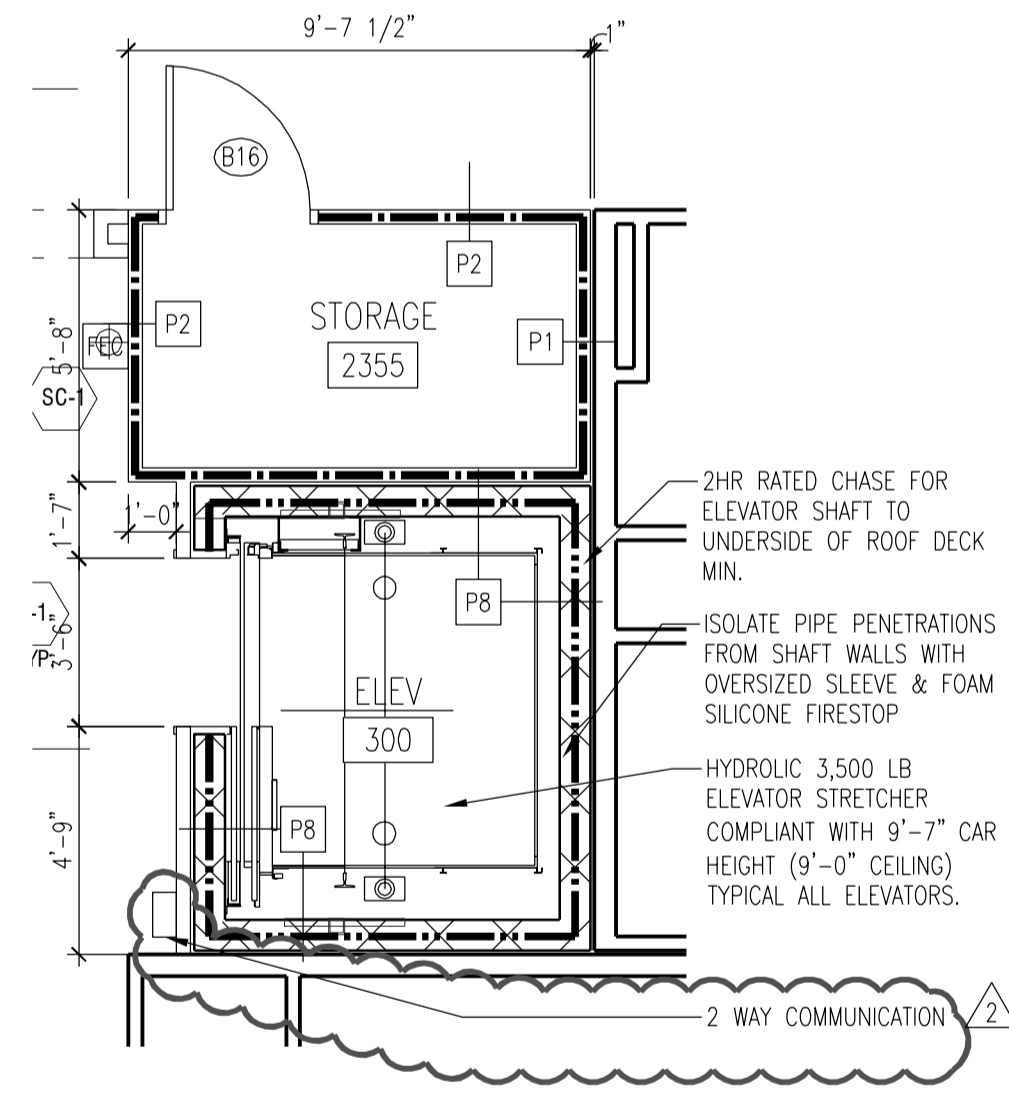 9'-7 1/2"
1"
B16
P2
STORAGE
P2
P1
2355
FEC
5'-8"
SC-1
2HR RATED CHASE FOR
ELEVATOR SHAFT TO
UNDERSIDE OF ROOF DECK
MIN.
1'-0"
1'-7"
P8
-1
3'-6"
ISOLATE PIPE PENETRATIONS
FROM SHAFT WALLS WITH
OVERSIZED SLEEVE & FOAM
SILICONE FIRESTOP
ELEV
300
HYDROLIC 3,500 LB
ELEVATOR STRETCHER
COMPLIANT WITH 9'-7" CAR
HEIGHT (9'-0" CEILING)
TYPICAL ALL ELEVATORS.
P8
4'-9"
2 WAY COMMUNICATION
2